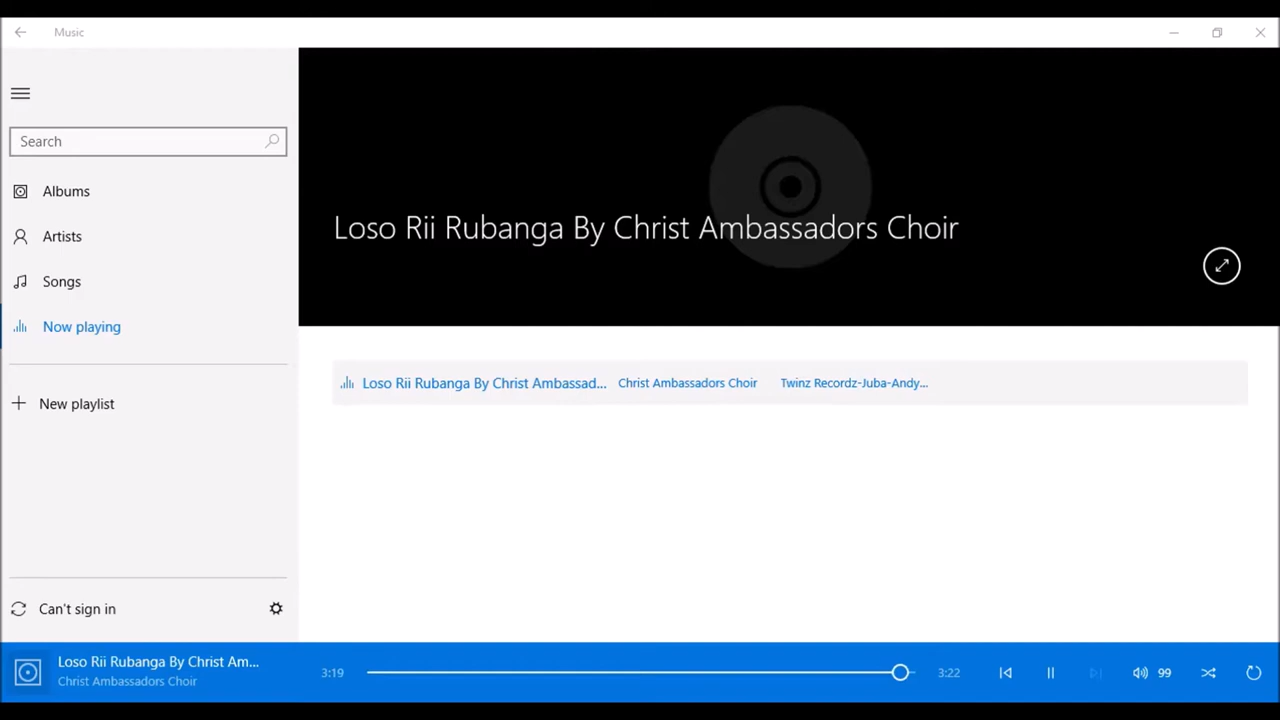 Music
Search
Albums
Artists
Songs
Now playing
New playlist
Can't sign in
Loso Rii Rubanga By Christ Ambassadors Choir
Loso Rii Rubanga By Christ Ambassad... Christ Ambassadors Choir Twinz Recordz-Juba-Andy...
Loso Rii Rubanga By Christ Am...
Christ Ambassadors Choir
3:19 3:22 99